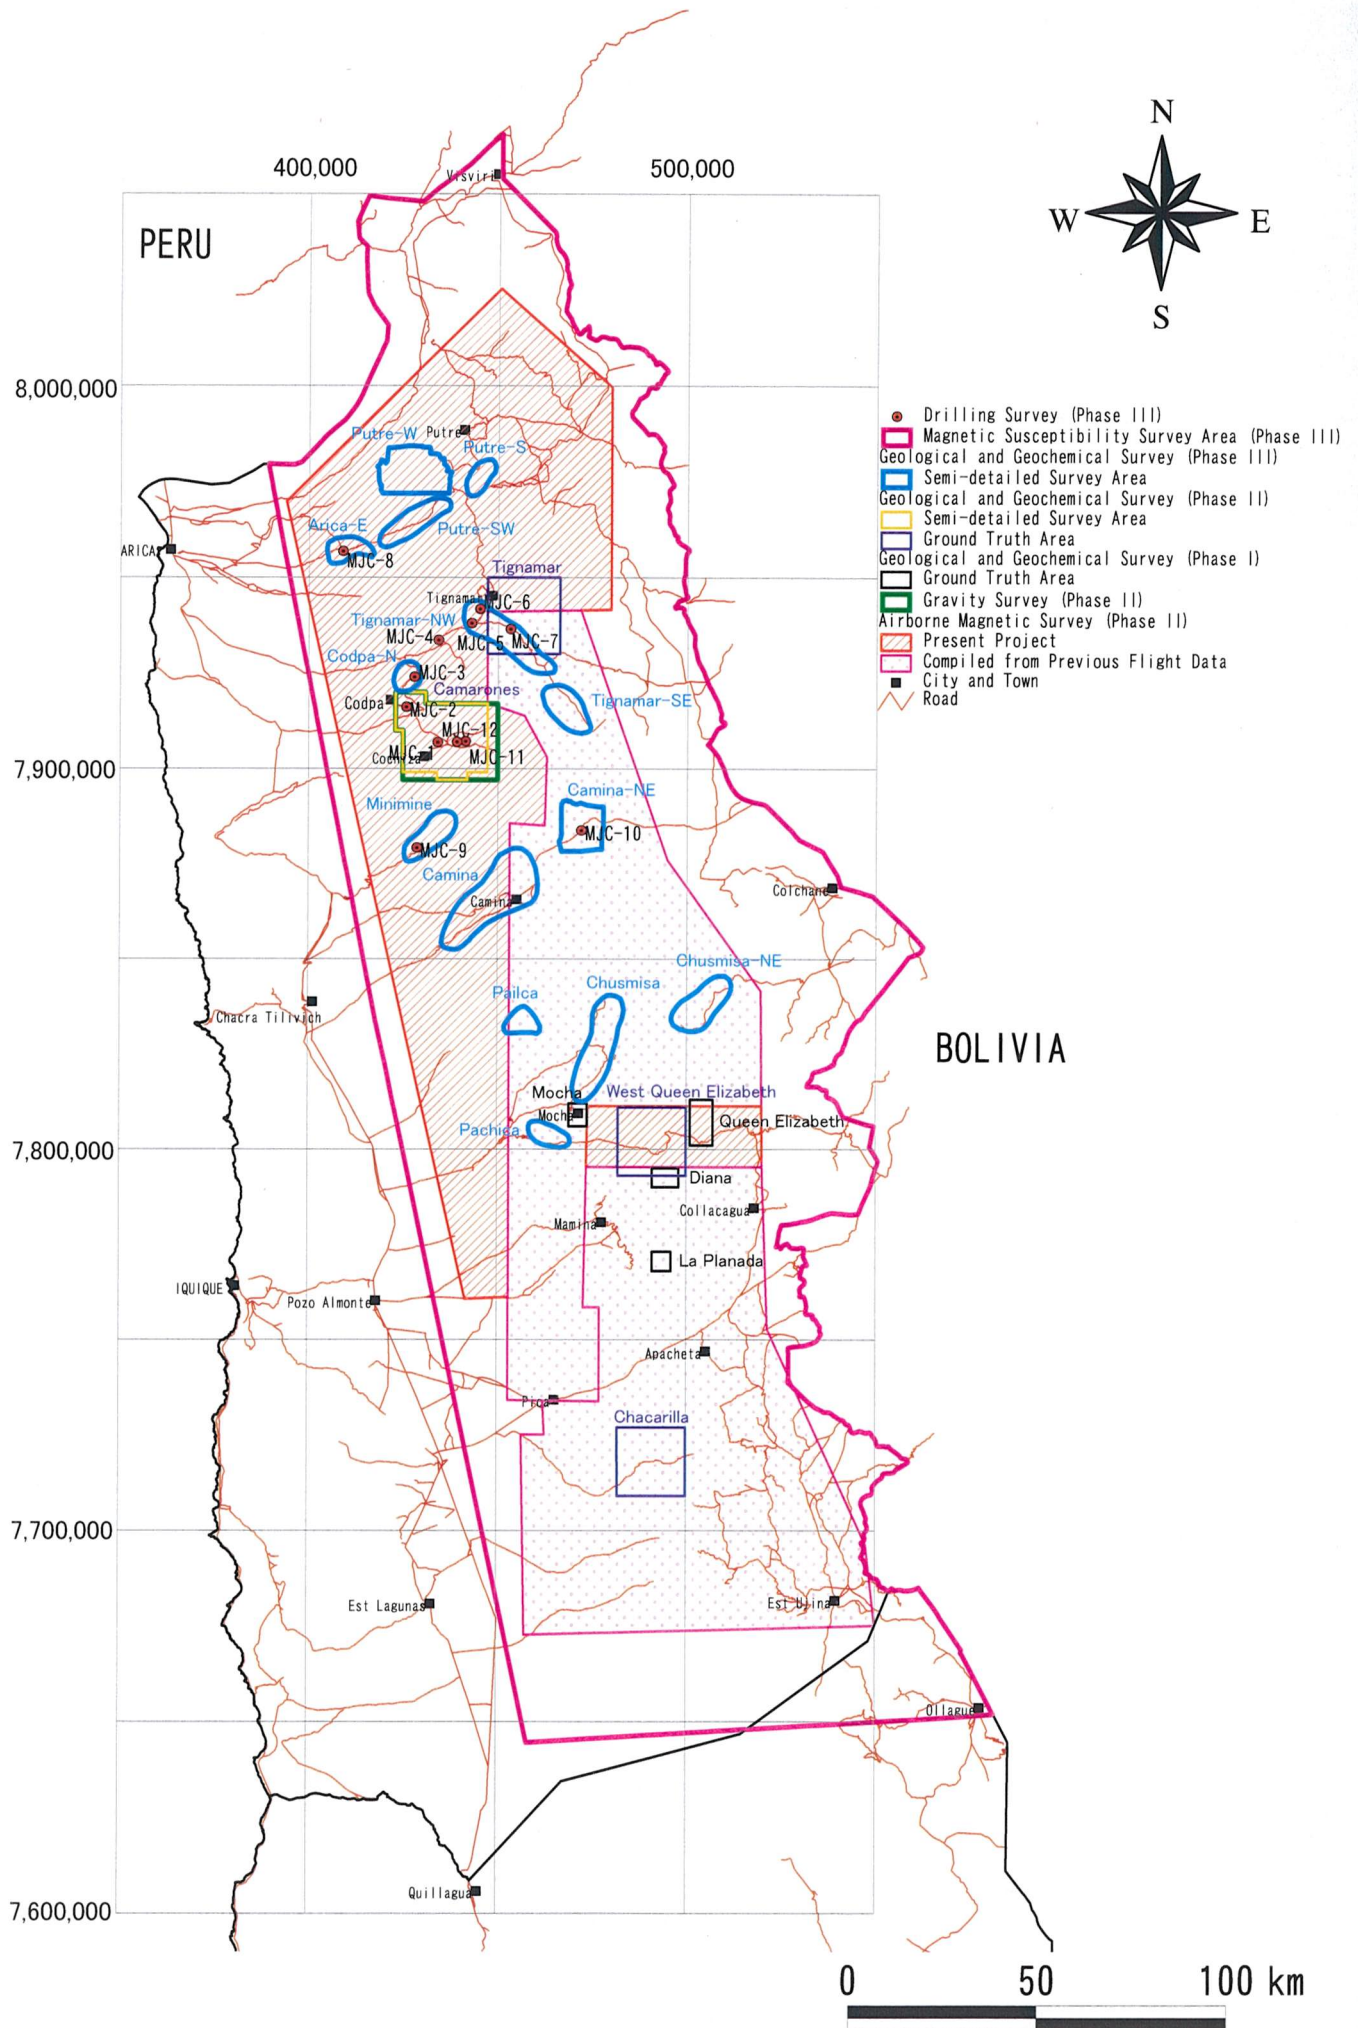 N
W
E
S
400,000
500,000
Visviri
PERU
8,000,000
Putre-W
Putre
Putre-S
Arica-E
Putre-SW
ARICA
MJC-8
Tignamar
Tignamar
MJC-6
Tignamar-NW
MJC-4
MJC-5
MJC-7
Codpa-N
MJC-3
Camarones
Tignamar-SE
Codpa
MJC-2
MJC-12
MJC-1
MJC-11
7,900,000
Minimine
Camina-NE
MJC-10
MJC-9
Camina
Camina
Colchane
Chusmisa-NE
Chusmisa
Pailca
Chacra Tilivich
BOLIVIA
Mocha
West Queen Elizabeth
Mocha
Queen Elizabeth
Pachica
7,800,000
Diana
Collacagua
Mamina
La Planada
IQUIQUE
Pozo Almonte
Apacheta
Pica
Chacarilla
7,700,000
Est Lagunas
Est Ujina
Ollague
Quillagua
7,600,000
Drilling Survey (Phase III)
Magnetic Susceptibility Survey Area (Phase III)
Geological and Geochemical Survey (Phase III)
Semi-detailed Survey Area
Geological and Geochemical Survey (Phase II)
Semi-detailed Survey Area
Ground Truth Area
Geological and Geochemical Survey (Phase I)
Ground Truth Area
Gravity Survey (Phase II)
Airborne Magnetic Survey (Phase II)
Present Project
Compiled from Previous Flight Data
City and Town
Road
0 50 100 km